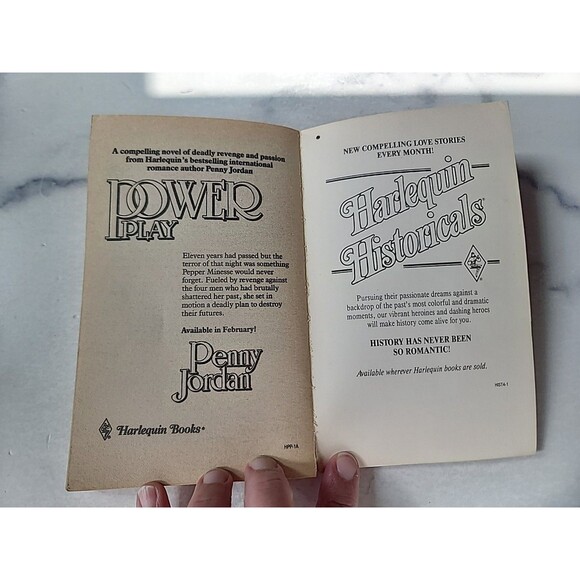 A compelling novel of deadly revenge and passion
from Harlequin's bestselling international
romance author Penny Jordan
POWER
PLAY
Eleven years had passed but the
terror of that night was something
Pepper Minesse would never
forget. Fueled by revenge against
the four men who had brutally
shattered her past, she set in
motion a deadly plan to destroy
their futures.
Available in February!
Penny
Jordan
Harlequin Books®
HPP-1A
NEW COMPELLING LOVE STORIES
EVERY MONTH!
Harlequin
Historicals
Pursuing their passionate dreams against a
backdrop of the past's most colorful and dramatic
moments, our vibrant heroines and dashing heroes
will make history come alive for you.
HISTORY HAS NEVER BEEN
SO ROMANTIC!
Available wherever Harlequin books are sold.
HIST4-1